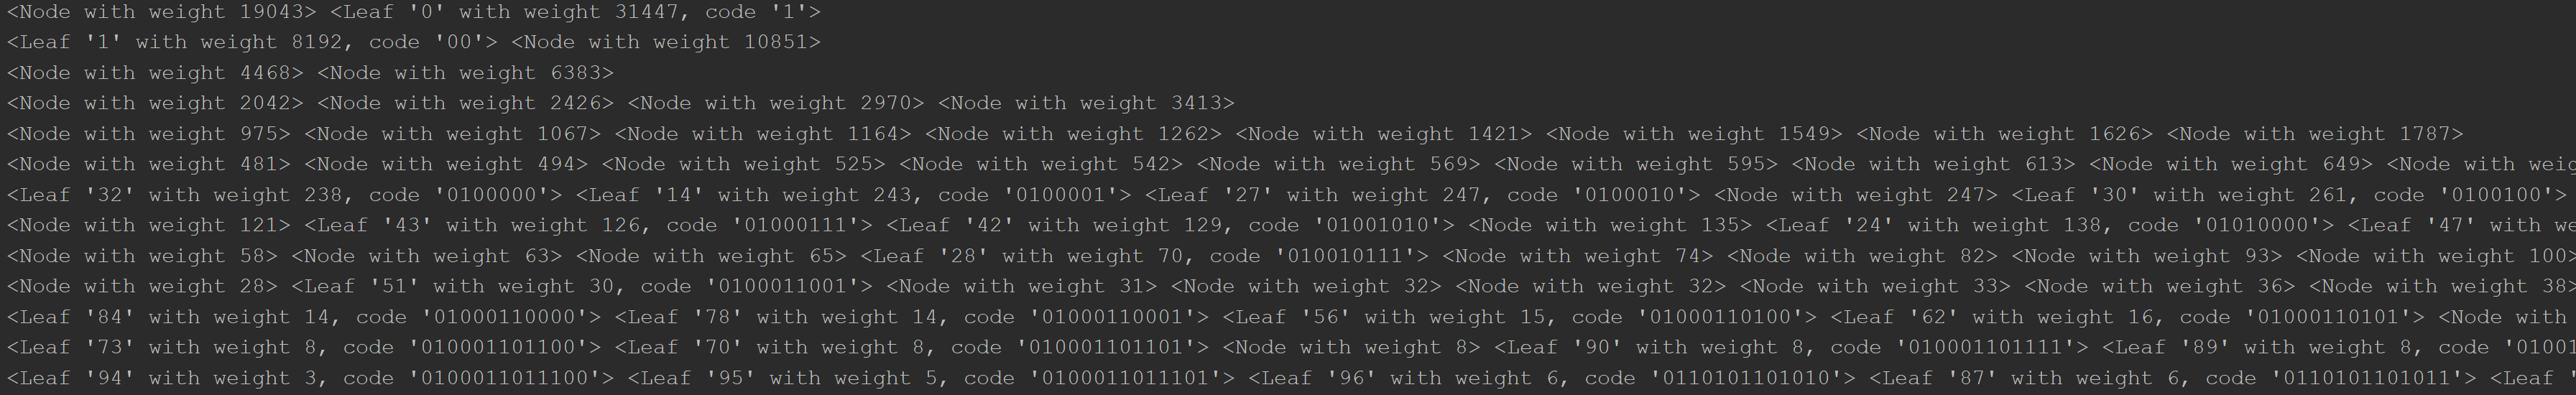 <Node with weight 19043> <Leaf '0' with weight 31447, code '1'>
<Leaf '1' with weight 8192, code '00'> <Node with weight 10851>
<Node with weight 4468> <Node with weight 6383>
<Node with weight 2042> <Node with weight 2426> <Node with weight 2970> <Node with weight 3413>
<Node with weight 975> <Node with weight 1067> <Node with weight 1164> <Node with weight 1262> <Node with weight 1421> <Node with weight 1549> <Node with weight 1626> <Node with weight 1787>
<Node with weight 481> <Node with weight 494> <Node with weight 525> <Node with weight 542> <Node with weight 569> <Node with weight 595> <Node with weight 613> <Node with weight 649> <Node with
<Leaf '32' with weight 238, code '0100000'> <Leaf '14' with weight 243, code '0100001'> <Leaf '27' with weight 247, code '0100010'> <Node with weight 247> <Leaf '30' with weight 261, code '0100100'>
<Node with weight 121> <Leaf '43' with weight 126, code '01000111'> <Leaf '42' with weight 129, code '01001010'> <Node with weight 135> <Leaf '24' with weight 138, code '01010000'> <Leaf '47' with
<Node with weight 58> <Node with weight 63> <Node with weight 65> <Leaf '28' with weight 70, code '010010111'> <Node with weight 74> <Node with weight 82> <Node with weight 93> <Node with weight 100>
<Node with weight 28> <Leaf '51' with weight 30, code '0100011001'> <Node with weight 31> <Node with weight 32> <Node with weight 32> <Node with weight 33> <Node with weight 36> <Node with weight 38>
<Leaf '84' with weight 14, code '01000110000'> <Leaf '78' with weight 14, code '01000110001'> <Leaf '56' with weight 15, code '01000110100'> <Leaf '62' with weight 16, code '01000110101'> <Node with
<Leaf '73' with weight 8, code '010001101100'> <Leaf '70' with weight 8, code '010001101101'> <Node with weight 8> <Leaf '90' with weight 8, code '010001101111'> <Leaf '89' with weight 8, code '01001
<Leaf '94' with weight 3, code '0100011011100'> <Leaf '95' with weight 5, code '0100011011101'> <Leaf '96' with weight 6, code '0110101101010'> <Leaf '87' with weight 6, code '0110101101011'> <Leaf '